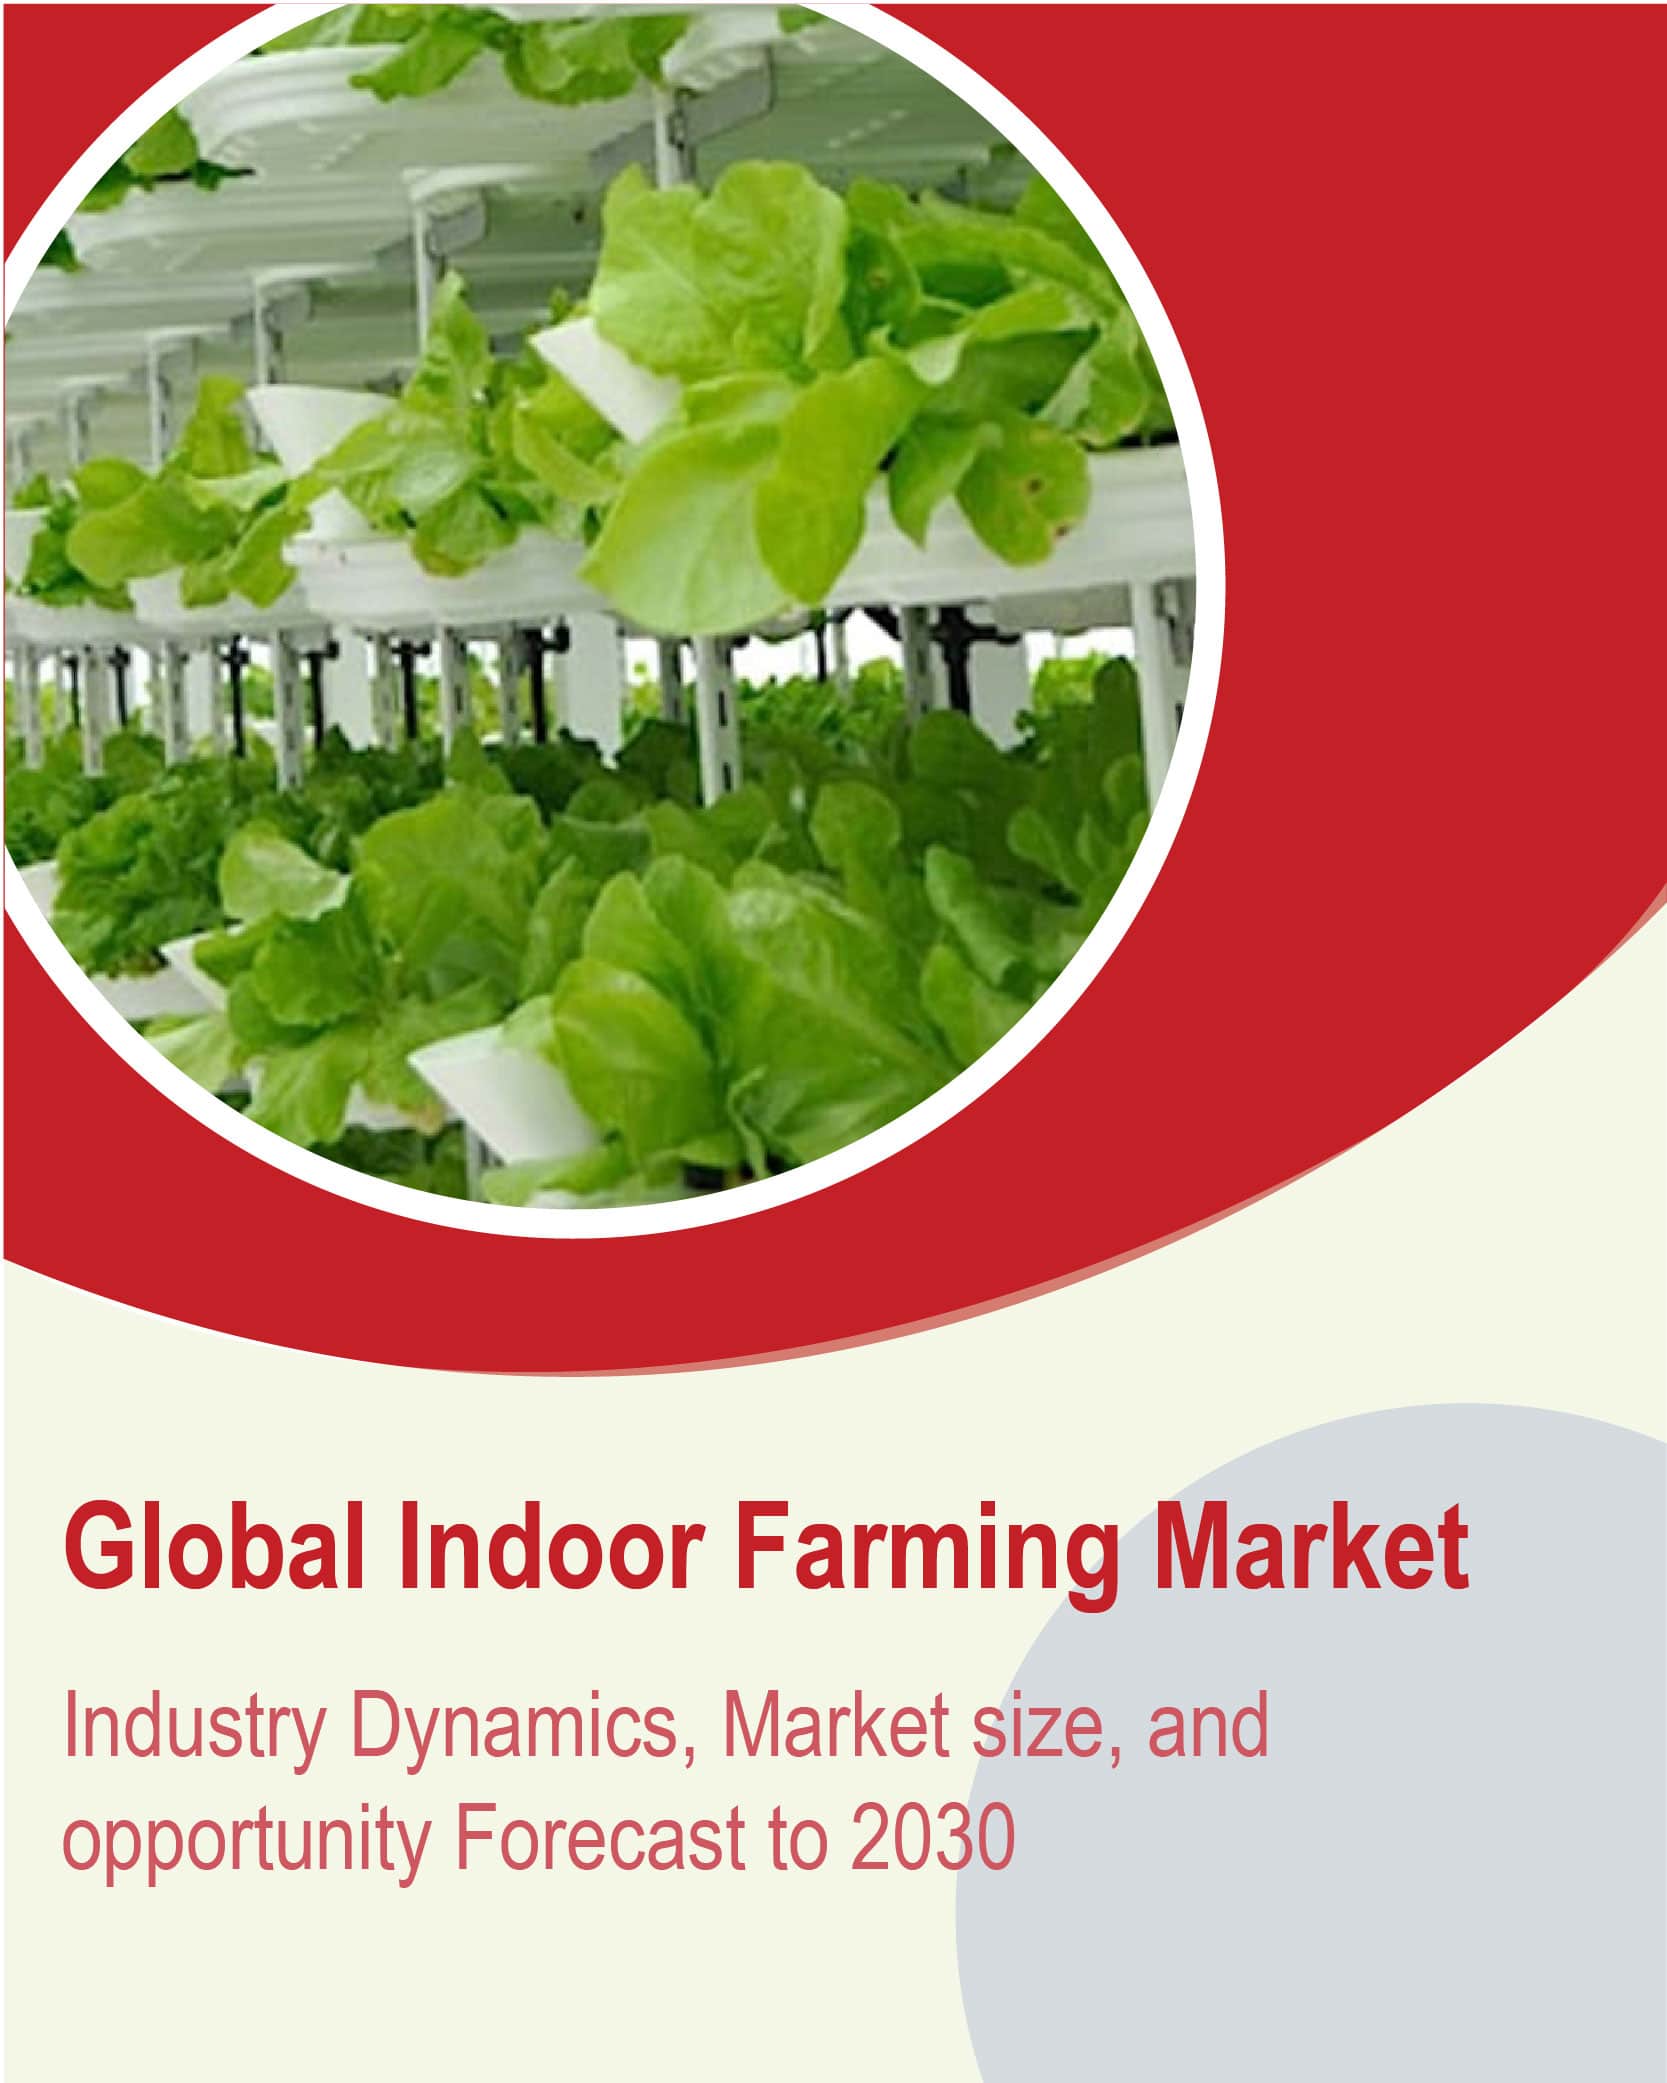 Global Indoor Farming Market
Industry Dynamics, Market size, and
opportunity Forecast to 2030